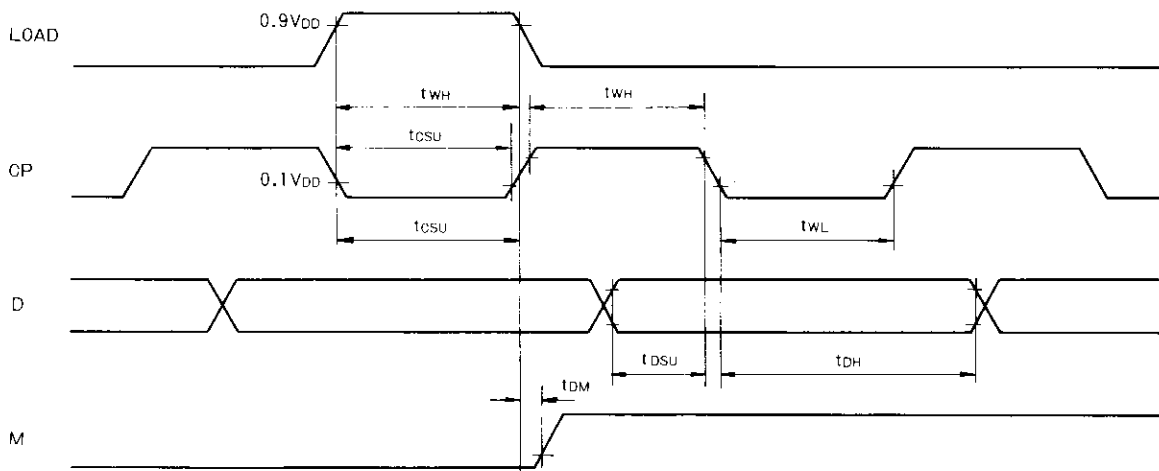 LOAD
0.9VDD
tWH
tWH
tCSU
CP
0.1VDD
tCSU
tWL
D
tDSU
tDH
tDM
M